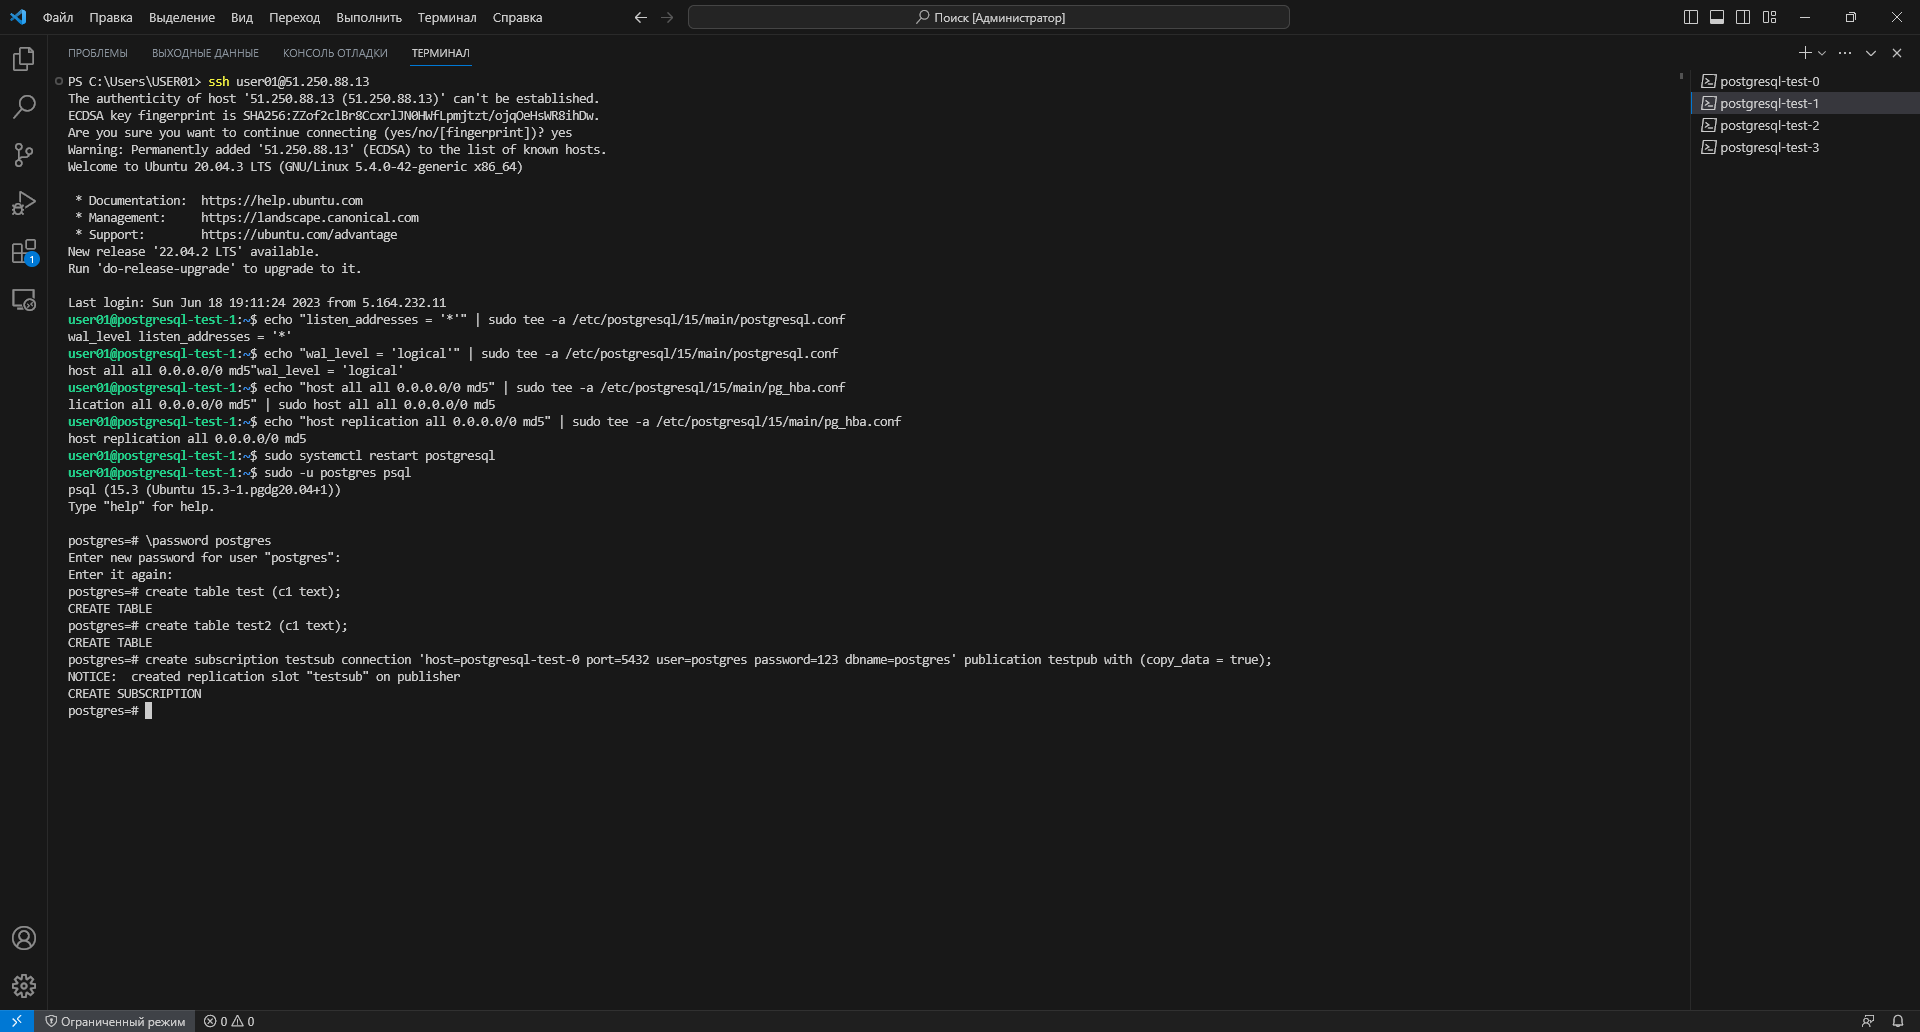 Файл Правка Выделение Вид Переход Выполнить Терминал Справка
Поиск [Администратор]
ПРОБЛЕМЫ ВЫХОДНЫЕ ДАННЫЕ КОНСОЛЬ ОТЛАДКИ ТЕРМИНАЛ
PS C:\Users\USER01> ssh user01@51.250.88.13
The authenticity of host '51.250.88.13 (51.250.88.13)' can't be established.
ECDSA key fingerprint is SHA256:ZZof2clBr8CcxrlJN0HWfLpmjtzt/ojqOeHsWR8ihDw.
Are you sure you want to continue connecting (yes/no/[fingerprint])? yes
Warning: Permanently added '51.250.88.13' (ECDSA) to the list of known hosts.
Welcome to Ubuntu 20.04.3 LTS (GNU/Linux 5.4.0-42-generic x86_64)
* Documentation:  https://help.ubuntu.com
* Management:     https://landscape.canonical.com
* Support:        https://ubuntu.com/advantage
New release '22.04.2 LTS' available.
Run 'do-release-upgrade' to upgrade to it.
Last login: Sun Jun 18 19:11:24 2023 from 5.164.232.11
user01@postgresql-test-1:~$ echo "listen_addresses = '*'" | sudo tee -a /etc/postgresql/15/main/postgresql.conf
wal_level listen_addresses = '*'
user01@postgresql-test-1:~$ echo "wal_level = 'logical'" | sudo tee -a /etc/postgresql/15/main/postgresql.conf
host all all 0.0.0.0/0 md5"wal_level = 'logical'
user01@postgresql-test-1:~$ echo "host all all 0.0.0.0/0 md5" | sudo tee -a /etc/postgresql/15/main/pg_hba.conf
lication all 0.0.0.0/0 md5" | sudo host all all 0.0.0.0/0 md5
user01@postgresql-test-1:~$ echo "host replication all 0.0.0.0/0 md5" | sudo tee -a /etc/postgresql/15/main/pg_hba.conf
host replication all 0.0.0.0/0 md5
user01@postgresql-test-1:~$ sudo systemctl restart postgresql
user01@postgresql-test-1:~$ sudo -u postgres psql
psql (15.3 (Ubuntu 15.3-1.pgdg20.04+1))
Type "help" for help.
postgres=# \password postgres
Enter new password for user "postgres":
Enter it again:
postgres=# create table test (c1 text);
CREATE TABLE
postgres=# create table test2 (c1 text);
CREATE TABLE
postgres=# create subscription testsub connection 'host=postgresql-test-0 port=5432 user=postgres password=123 dbname=postgres' publication testpub with (copy_data = true);
NOTICE:  created replication slot "testsub" on publisher
CREATE SUBSCRIPTION
postgres=#
postgresql-test-0
postgresql-test-1
postgresql-test-2
postgresql-test-3
1
Ограниченный режим 0 0